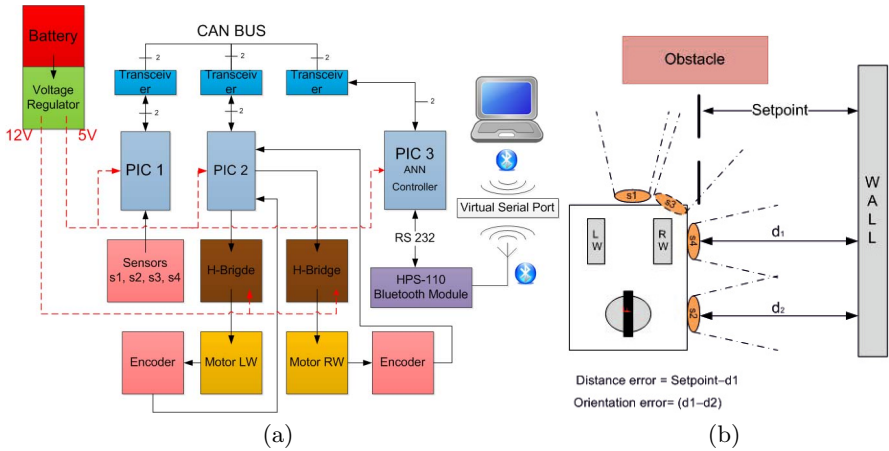 Battery
Voltage
Regulator
12V
5V
CAN BUS
2
2
2
Transceiv
er
Transceiv
er
Transceiv
er
2
2
2
PIC 1
PIC 2
PIC 3
ANN
Controller
Sensors
s1, s2, s3, s4
H-Brigde
H-Bridge
RS 232
HPS-110
Bluetooth Module
Virtual Serial Port
Encoder
Motor LW
Motor RW
Encoder
(a)
Obstacle
Setpoint
WALL
s1
s3
s4
s2
LW
RW
d1
d2
Distance error = Setpoint–d1
Orientation error= (d1–d2)
(b)